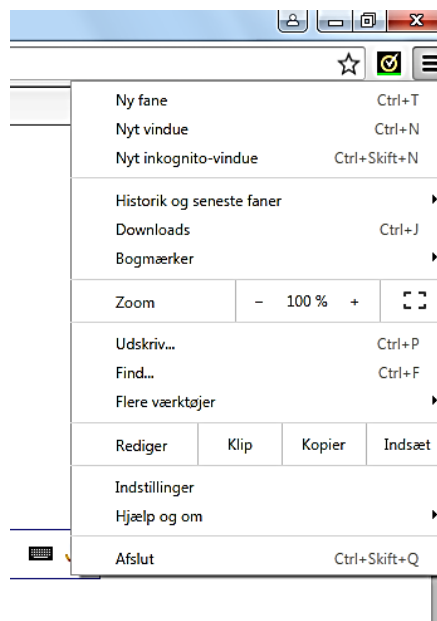 Ny fane Ctrl+T
Nyt vindue Ctrl+N
Nyt inkognito-vindue Ctrl+Skift+N
Historik og seneste faner
Downloads Ctrl+J
Bogmærker
Zoom − 100 % +
Udskriv... Ctrl+P
Find... Ctrl+F
Flere værktøjer
Rediger Klip Kopier Indsæt
Indstillinger
Hjælp og om
Afslut Ctrl+Skift+Q